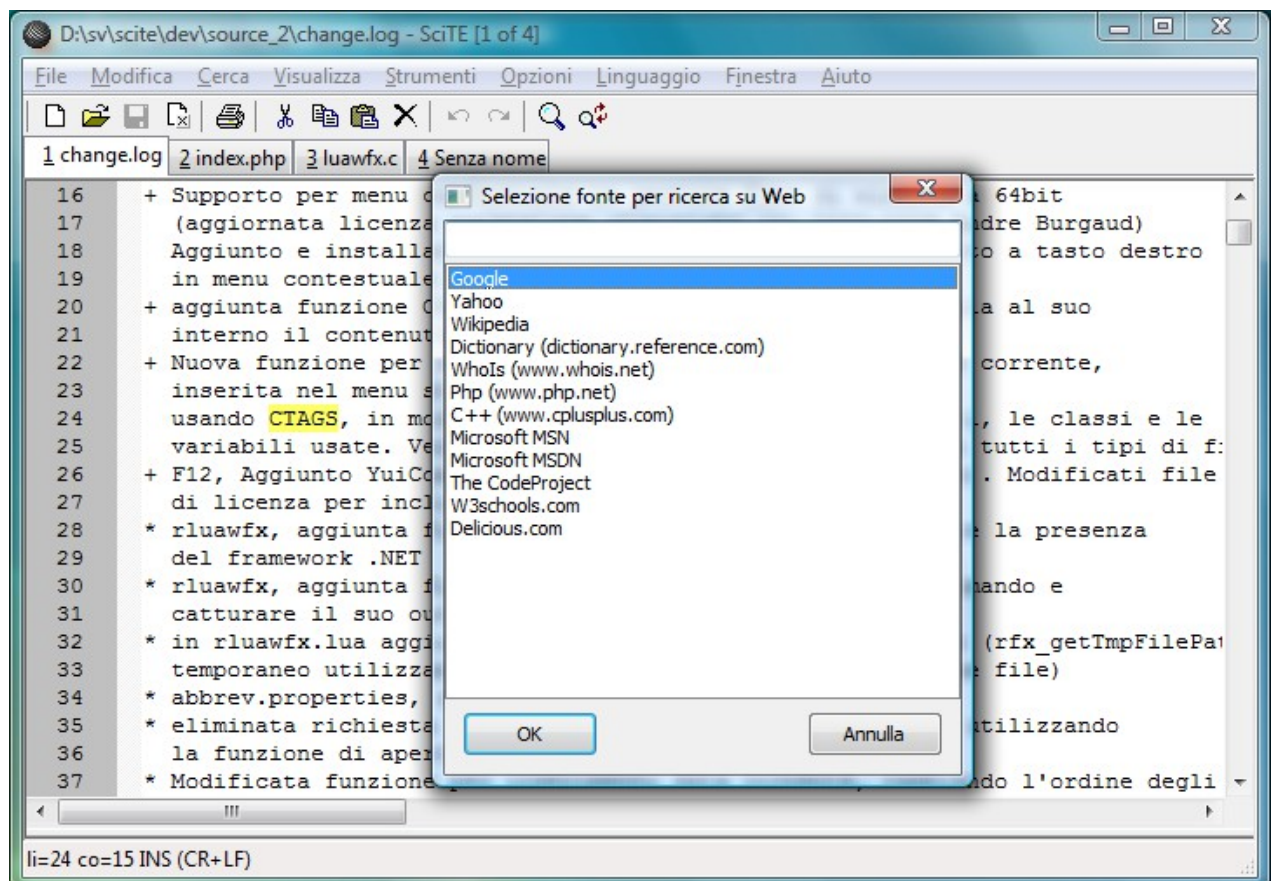 D:\sv\scite\dev\source_2\change.log - SciTE [1 of 4]
File Modifica Cerca Visualizza Strumenti Opzioni Linguaggio Finestra Aiuto
1 change.log 2 index.php 3 luawfx.c 4 Senza nome
Selezione fonte per ricerca su Web
Google
Yahoo
Wikipedia
Dictionary (dictionary.reference.com)
WhoIs (www.whois.net)
Php (www.php.net)
C++ (www.cplusplus.com)
Microsoft MSN
Microsoft MSDN
The CodeProject
W3schools.com
Delicious.com
OK Annulla
16 + Supporto per menu 64bit
17 (aggiornata licenza dre Burgaud)
18 Aggiunto e installa o a tasto destro
19 in menu contestuale
20 + aggiunta funzione a al suo
21 interno il contenut
22 + Nuova funzione per corrente,
23 inserita nel menu s
24 usando CTAGS, in mo , le classi e le
25 variabili usate. Ve tutti i tipi di f
26 + F12, Aggiunto YuiCo . Modificati file
27 di licenza per incl
28 * rluawfx, aggiunta f la presenza
29 del framework .NET
30 * rluawfx, aggiunta f ando e
31 catturare il suo ou
32 * in rluawfx.lua aggi (rfx_getTmpFilePat
33 temporaneo utilizza file)
34 * abbrev.properties,
35 * eliminata richiesta tilizzando
36 la funzione di aper
37 * Modificata funzione ndo l'ordine degli
li=24 co=15 INS (CR+LF)